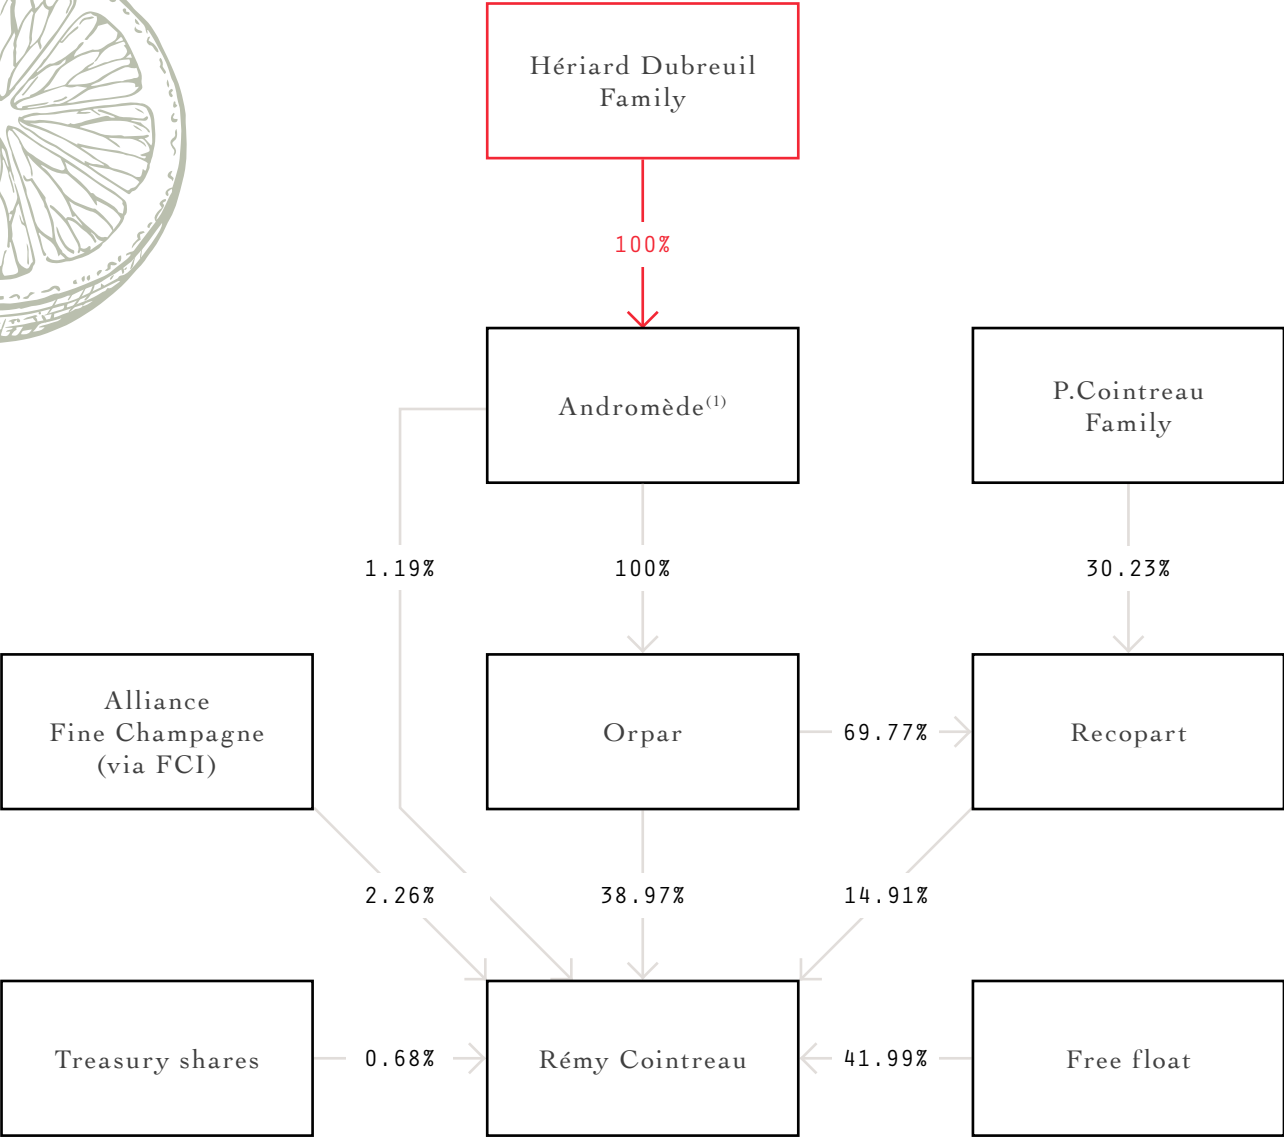 Hériard Dubreuil
Family
100%
Andromède(1)
P.Cointreau
Family
1.19%
100%
30.23%
Alliance
Fine Champagne
(via FCI)
Orpar
69.77%
Recopart
2.26%
38.97%
14.91%
Treasury shares
0.68%
Rémy Cointreau
41.99%
Free float